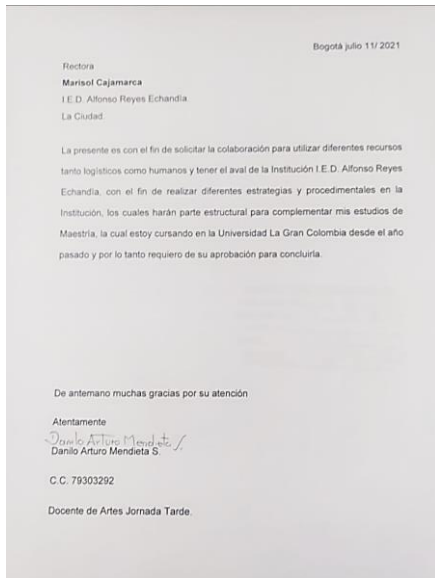 Bogotá julio 11/ 2021
Rectora
Marisol Cajamarca
I.E.D. Alfonso Reyes Echandía.
La Ciudad.
La presente es con el fin de solicitar la colaboración para utilizar diferentes recursos
tanto logísticos como humanos y tener el aval de la Institución I.E.D. Alfonso Reyes
Echandía, con el fin de realizar diferentes estrategias y procedimentales en la
Institución, los cuales harán parte estructural para complementar mis estudios de
Maestría, la cual estoy cursando en la Universidad La Gran Colombia desde el año
pasado y por lo tanto requiero de su aprobación para concluirla.
De antemano muchas gracias por su atención
Atentamente
Danilo Arturo Mendieta S.
Danilo Arturo Mendieta S.
C.C. 79303292
Docente de Artes Jornada Tarde.